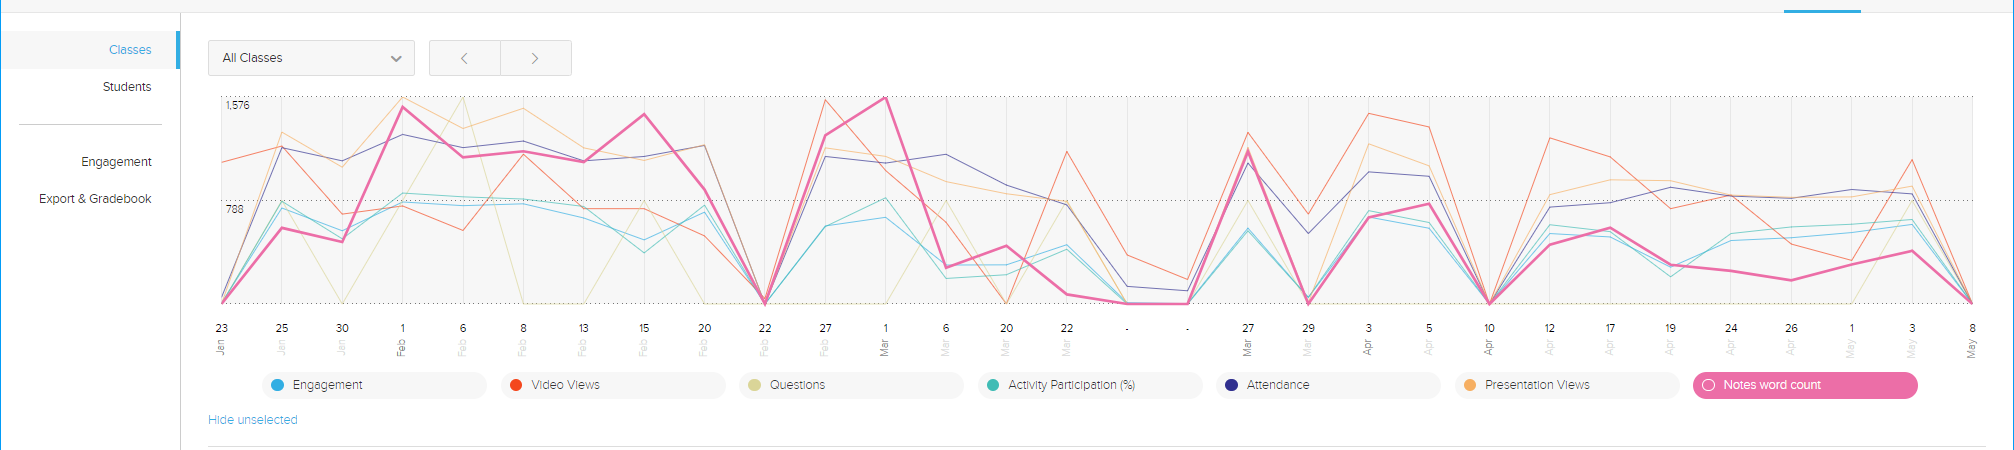 Classes
Students
Engagement
Export & Gradebook
All Classes
1,576
788
23 25 30 1 6 8 13 15 20 22 27 1 6 20 22 - - 27 29 3 5 10 12 17 19 24 26 1 3 8
Jan Jan Jan Feb Feb Feb Feb Feb Feb Feb Feb Mar Mar Mar Mar Mar Mar Apr Apr Apr Apr Apr Apr Apr Apr May May May
Engagement Video Views Questions Activity Participation (%) Attendance Presentation Views Notes word count
Hide unselected